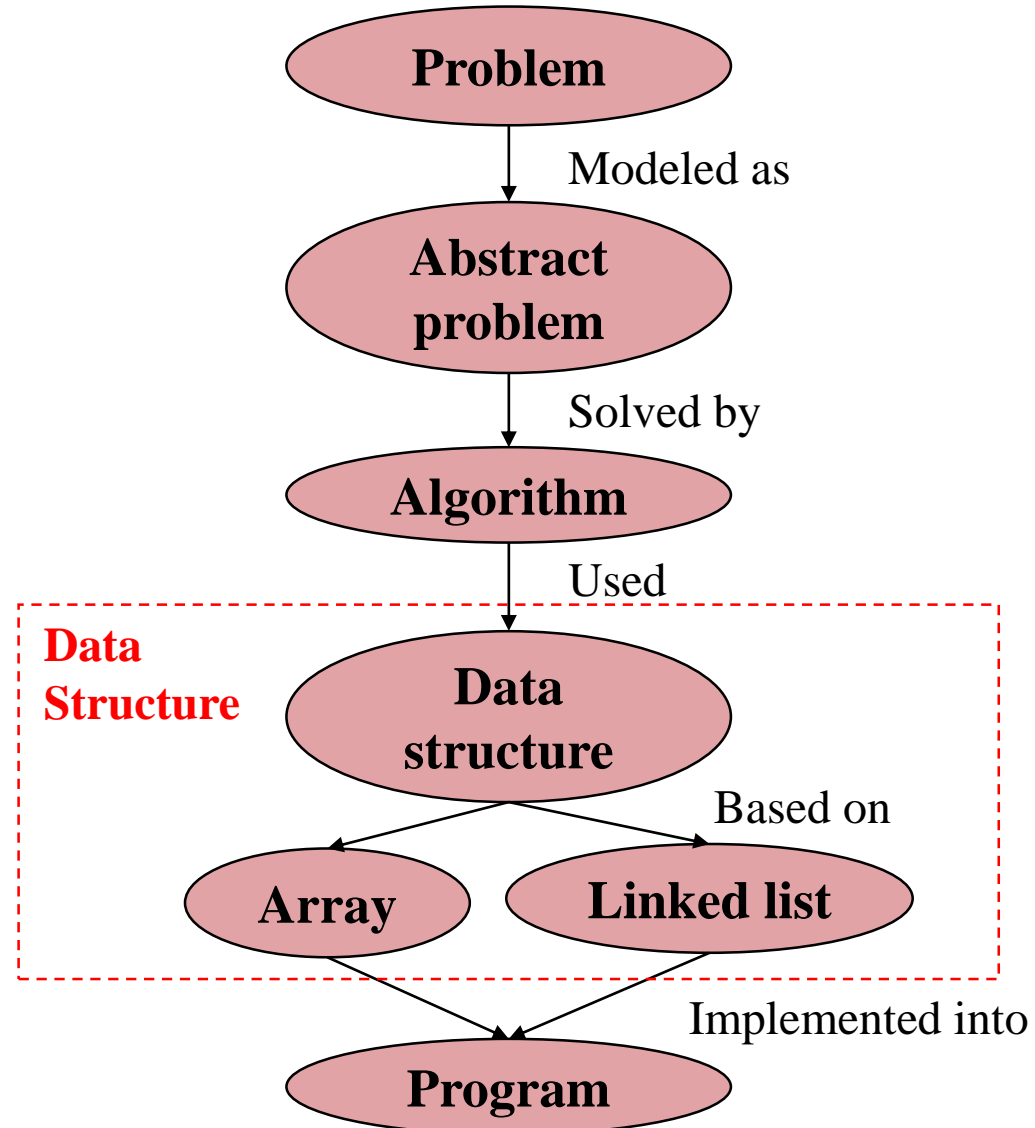 Problem
Modeled as
Abstract
problem
Solved by
Algorithm
Used
Data
Structure
Data
structure
Based on
Array
Linked list
Implemented into
Program